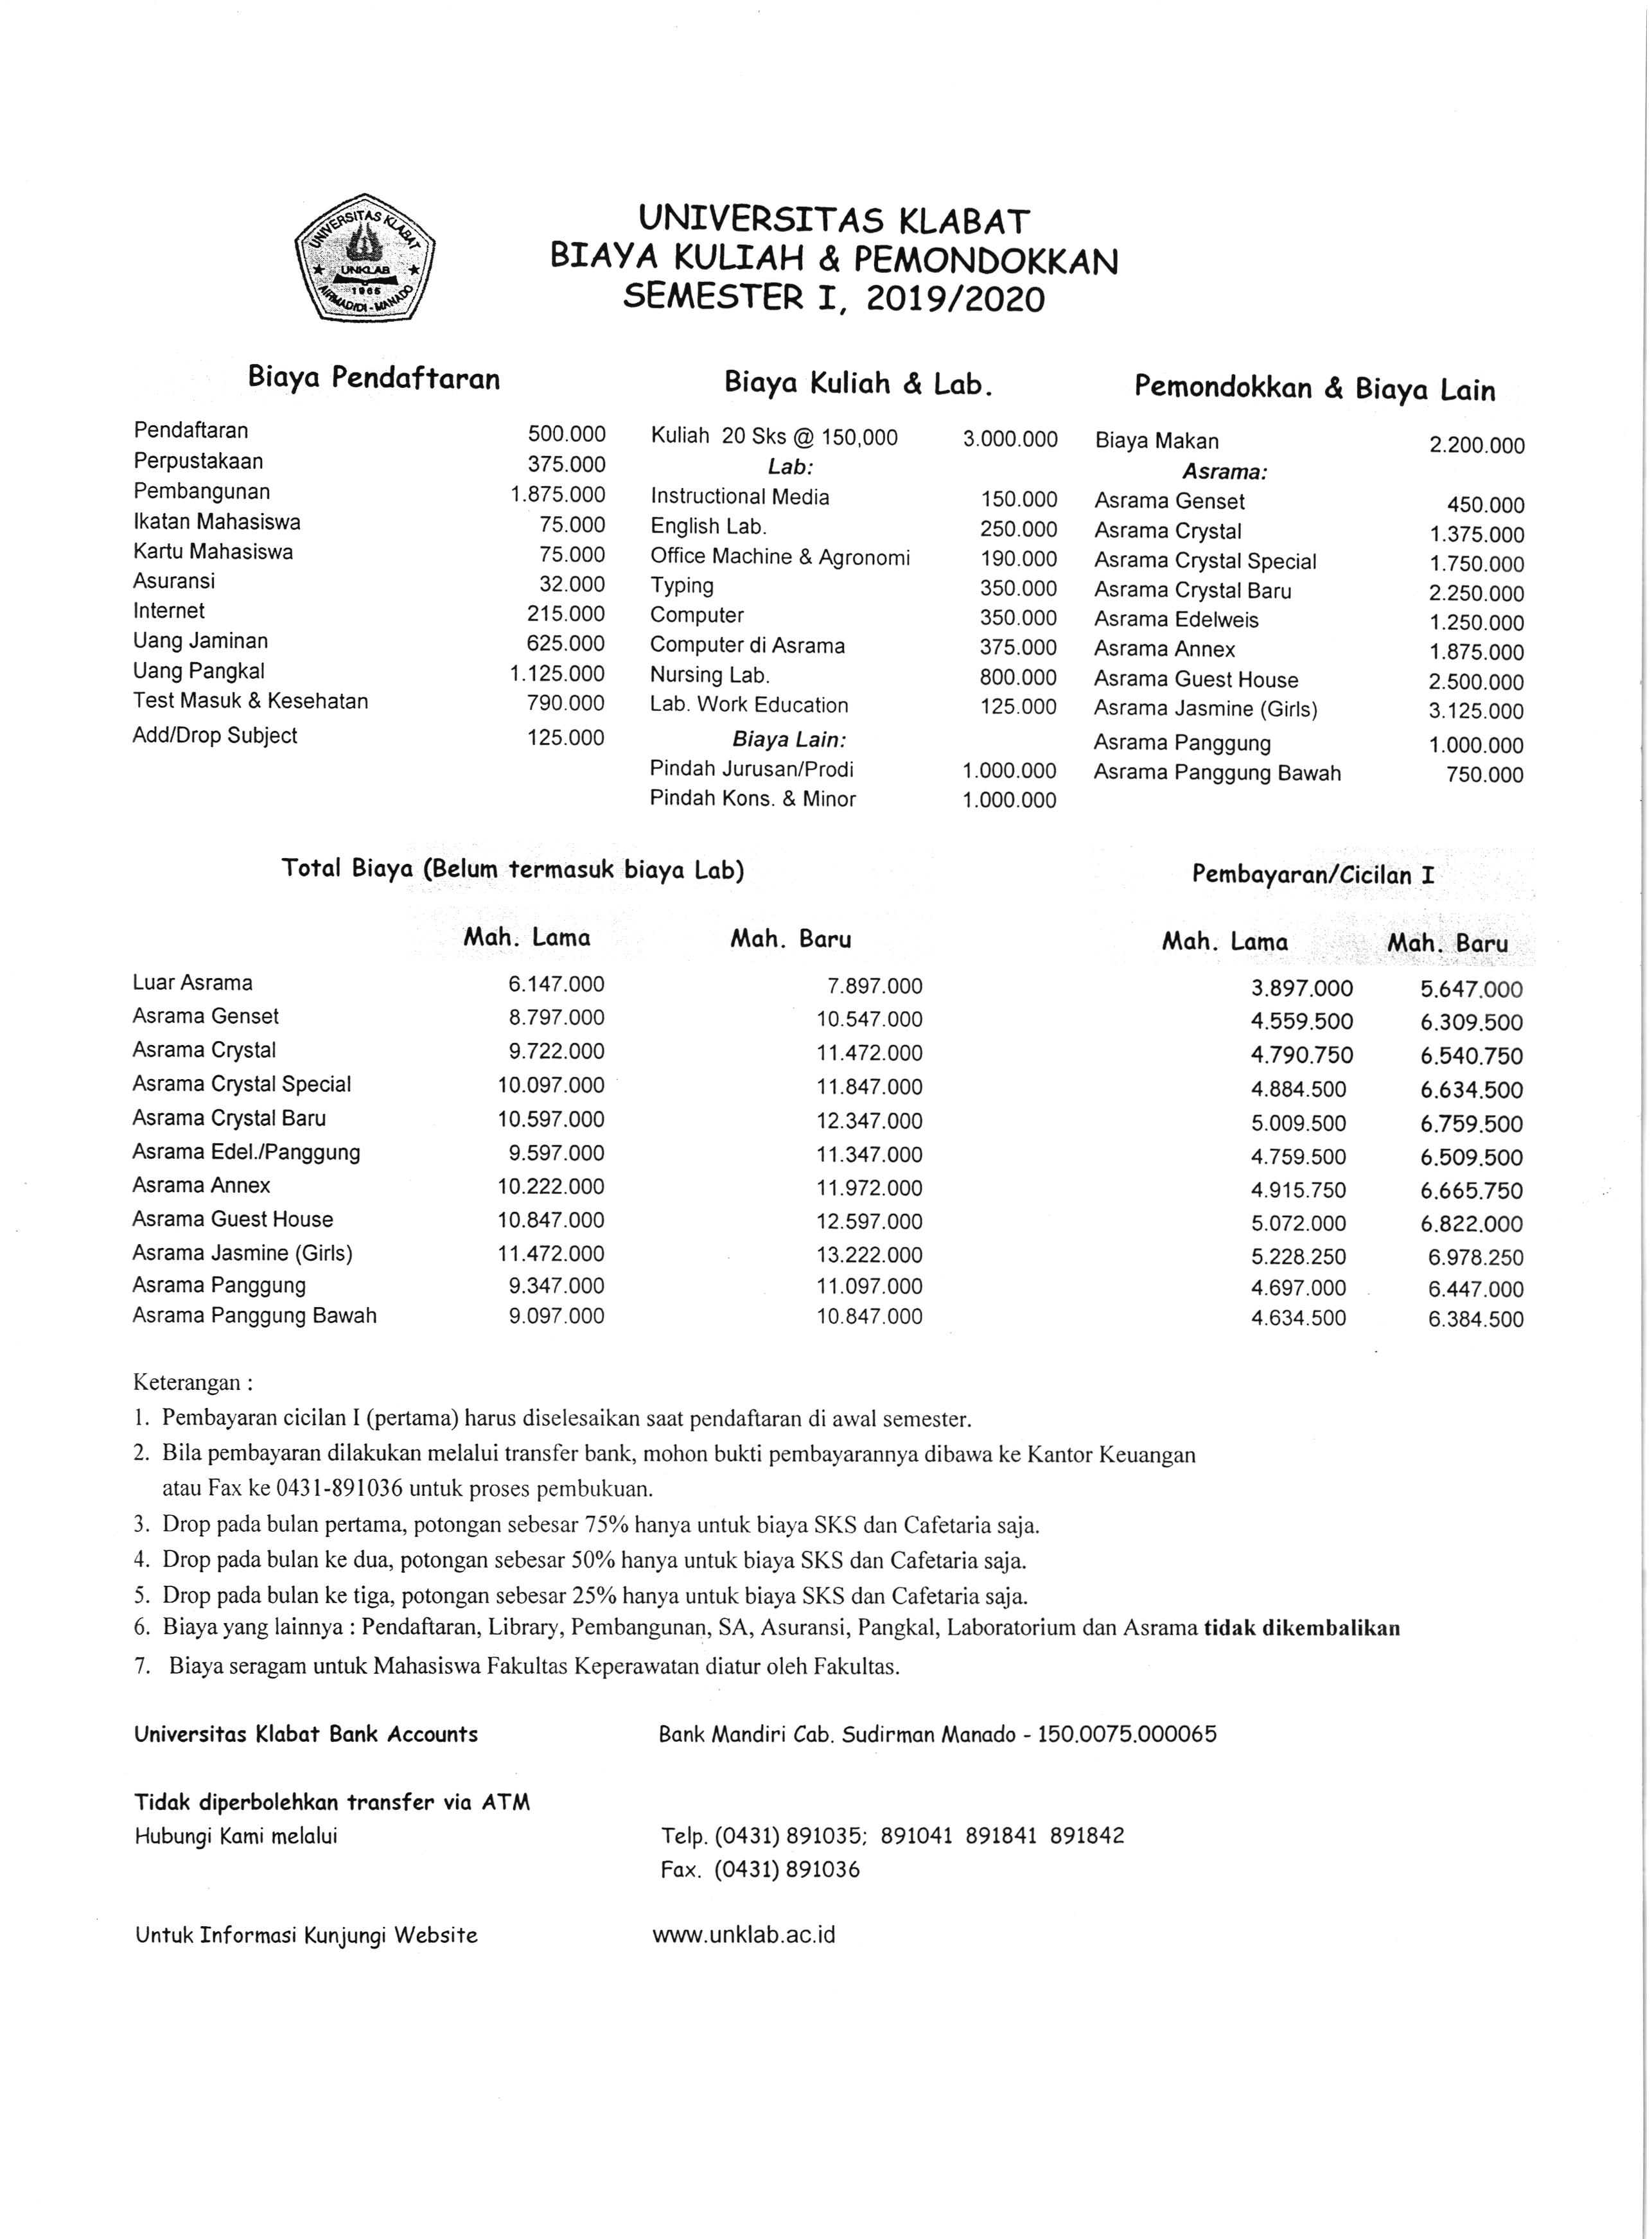 UNIVERSITAS KLABAT
UNKLAB
1965
AIRMADIDI - MANADO
UNIVERSITAS KLABAT
BIAYA KULIAH & PEMONDOKKAN
SEMESTER I, 2019/2020
Biaya Pendaftaran
Pendaftaran 500.000
Perpustakaan 375.000
Pembangunan 1.875.000
Ikatan Mahasiswa 75.000
Kartu Mahasiswa 75.000
Asuransi 32.000
Internet 215.000
Uang Jaminan 625.000
Uang Pangkal 1.125.000
Test Masuk & Kesehatan 790.000
Add/Drop Subject 125.000
Biaya Kuliah & Lab.
Kuliah 20 Sks @ 150,000 3.000.000
Lab:
Instructional Media 150.000
English Lab. 250.000
Office Machine & Agronomi 190.000
Typing 350.000
Computer 350.000
Computer di Asrama 375.000
Nursing Lab. 800.000
Lab. Work Education 125.000
Biaya Lain:
Pindah Jurusan/Prodi 1.000.000
Pindah Kons. & Minor 1.000.000
Pemondokkan & Biaya Lain
Biaya Makan 2.200.000
Asrama:
Asrama Genset 450.000
Asrama Crystal 1.375.000
Asrama Crystal Special 1.750.000
Asrama Crystal Baru 2.250.000
Asrama Edelweis 1.250.000
Asrama Annex 1.875.000
Asrama Guest House 2.500.000
Asrama Jasmine (Girls) 3.125.000
Asrama Panggung 1.000.000
Asrama Panggung Bawah 750.000
Total Biaya (Belum termasuk biaya Lab) Pembayaran/Cicilan I
Mah. Lama Mah. Baru Mah. Lama Mah. Baru
Luar Asrama 6.147.000 7.897.000 3.897.000 5.647.000
Asrama Genset 8.797.000 10.547.000 4.559.500 6.309.500
Asrama Crystal 9.722.000 11.472.000 4.790.750 6.540.750
Asrama Crystal Special 10.097.000 11.847.000 4.884.500 6.634.500
Asrama Crystal Baru 10.597.000 12.347.000 5.009.500 6.759.500
Asrama Edel./Panggung 9.597.000 11.347.000 4.759.500 6.509.500
Asrama Annex 10.222.000 11.972.000 4.915.750 6.665.750
Asrama Guest House 10.847.000 12.597.000 5.072.000 6.822.000
Asrama Jasmine (Girls) 11.472.000 13.222.000 5.228.250 6.978.250
Asrama Panggung 9.347.000 11.097.000 4.697.000 6.447.000
Asrama Panggung Bawah 9.097.000 10.847.000 4.634.500 6.384.500
Keterangan :
1. Pembayaran cicilan I (pertama) harus diselesaikan saat pendaftaran di awal semester.
2. Bila pembayaran dilakukan melalui transfer bank, mohon bukti pembayarannya dibawa ke Kantor Keuangan
atau Fax ke 0431-891036 untuk proses pembukuan.
3. Drop pada bulan pertama, potongan sebesar 75% hanya untuk biaya SKS dan Cafetaria saja.
4. Drop pada bulan ke dua, potongan sebesar 50% hanya untuk biaya SKS dan Cafetaria saja.
5. Drop pada bulan ke tiga, potongan sebesar 25% hanya untuk biaya SKS dan Cafetaria saja.
6. Biaya yang lainnya : Pendaftaran, Library, Pembangunan, SA, Asuransi, Pangkal, Laboratorium dan Asrama tidak dikembalikan
7. Biaya seragam untuk Mahasiswa Fakultas Keperawatan diatur oleh Fakultas.
Universitas Klabat Bank Accounts Bank Mandiri Cab. Sudirman Manado - 150.0075.000065
Tidak diperbolehkan transfer via ATM
Hubungi Kami melalui Telp. (0431) 891035; 891041 891841 891842
Fax. (0431) 891036
Untuk Informasi Kunjungi Website www.unklab.ac.id